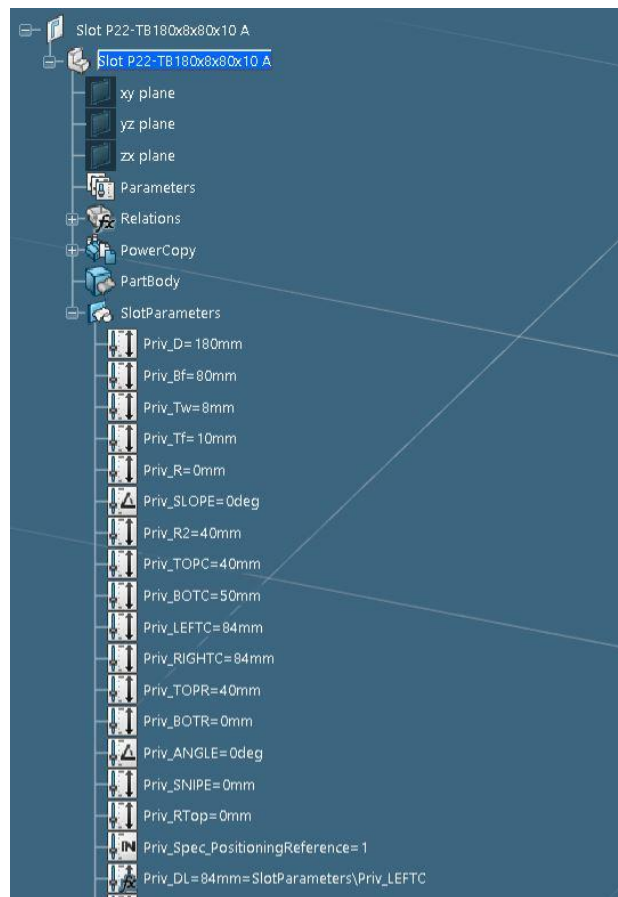 Slot P22-TB180x8x80x10 A
Slot P22-TB180x8x80x10 A
xy plane
yz plane
zx plane
Parameters
Relations
PowerCopy
PartBody
SlotParameters
Priv_D=180mm
Priv_Bf=80mm
Priv_Tw=8mm
Priv_Tf=10mm
Priv_R=0mm
Priv_SLOPE=0deg
Priv_R2=40mm
Priv_TOPC=40mm
Priv_BOTC=50mm
Priv_LEFTC=84mm
Priv_RIGHTC=84mm
Priv_TOPR=40mm
Priv_BOTR=0mm
Priv_ANGLE=0deg
Priv_SNIPE=0mm
Priv_RTop=0mm
Priv_Spec_PositioningReference=1
Priv_DL=84mm=SlotParameters\Priv_LEFTC